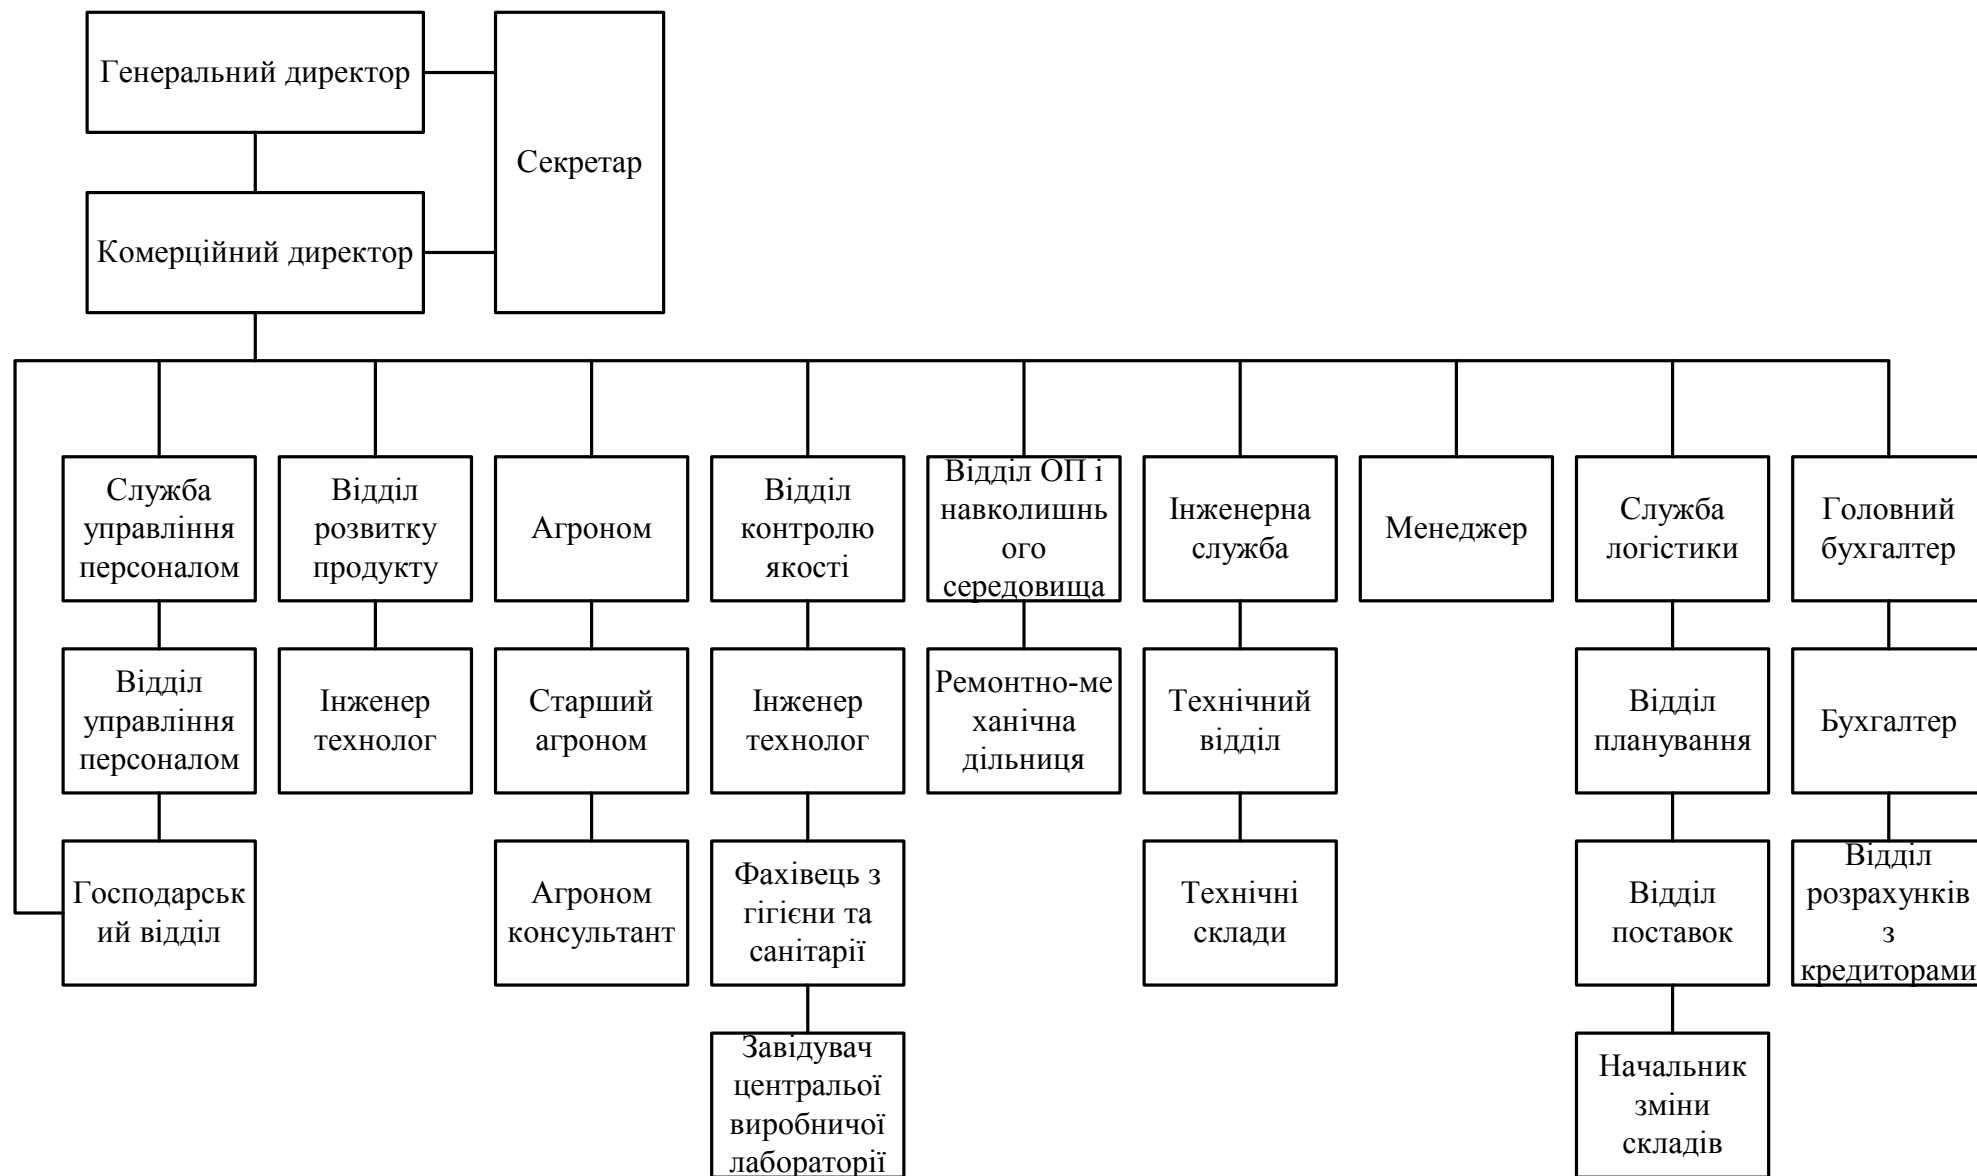 Генеральний директор
Секретар
Комерційний директор
Служба
управління
персоналом
Відділ
розвитку
продукту
Агроном
Відділ
контролю
якості
Відділ ОП і
навколишнь
ого
середовища
Інженерна
служба
Менеджер
Служба
логістики
Головний
бухгалтер
Відділ
управління
персоналом
Інженер
технолог
Старший
агроном
Інженер
технолог
Ремонтно-ме
ханічна
дільниця
Технічний
відділ
Відділ
планування
Бухгалтер
Господарськ
ий відділ
Агроном
консультант
Фахівець з
гігієни та
санітарії
Технічні
склади
Відділ
поставок
Відділ
розрахунків
з
кредиторами
Завідувач
центральої
виробничої
лабораторії
Начальник
зміни
складів